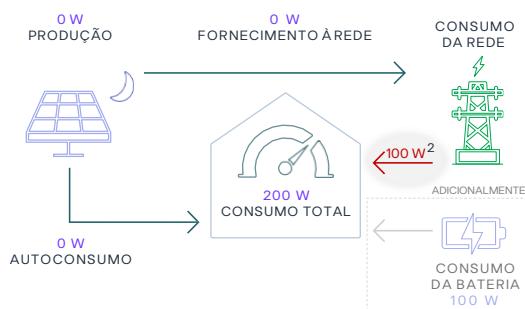 0 W
PRODUÇÃO
0 W
FORNECIMENTO À REDE
CONSUMO
DA REDE
100 W²
200 W
CONSUMO TOTAL
ADICIONALMENTE
0 W
AUTOCONSUMO
CONSUMO
DA BATERIA
100 W